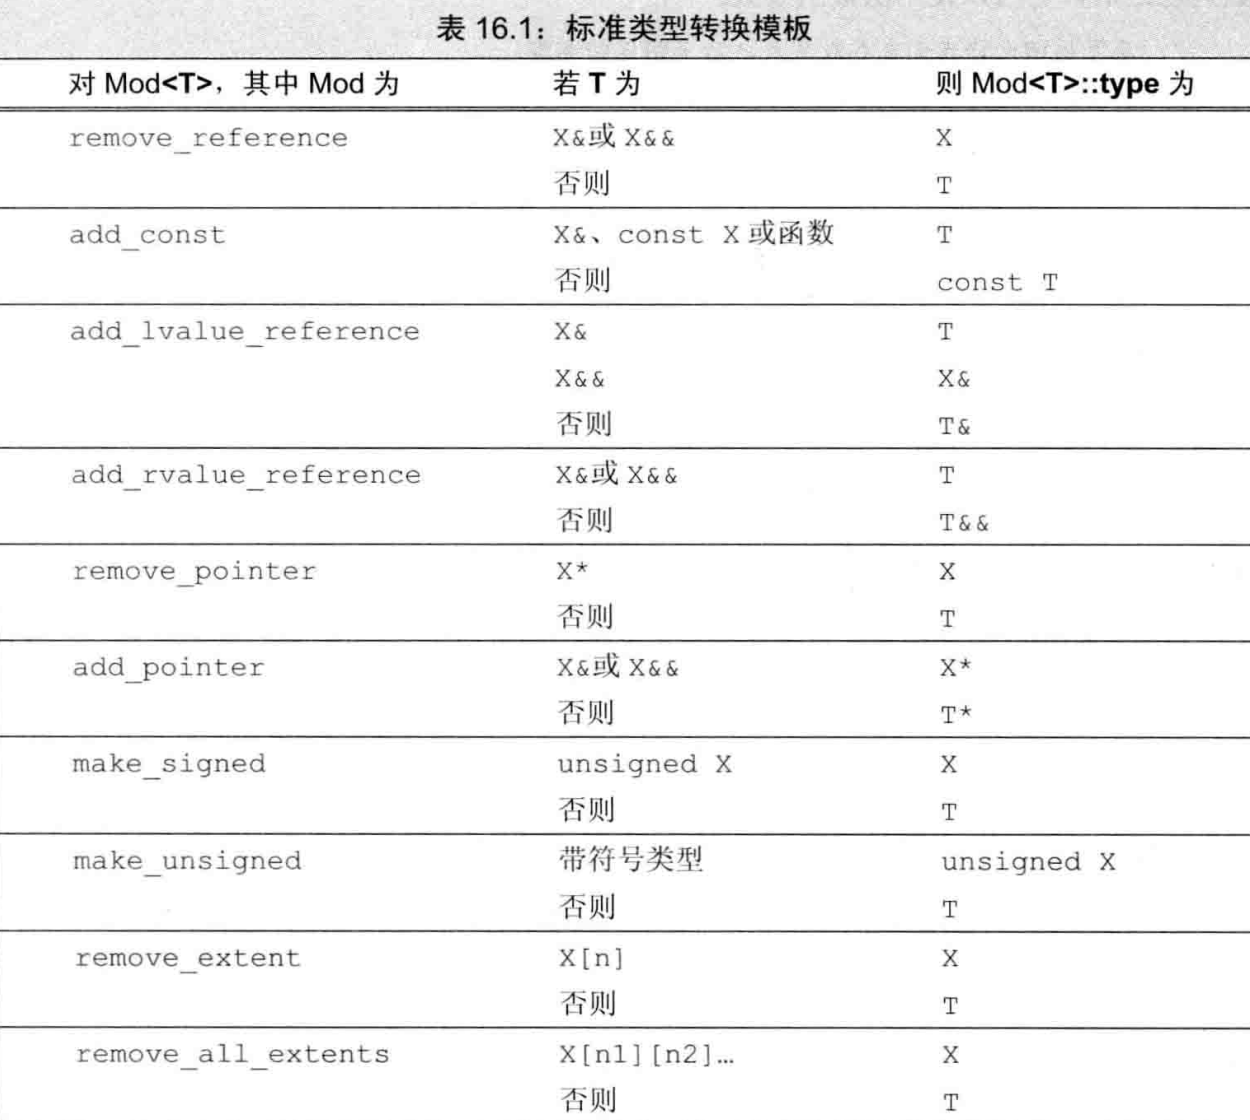 表 16.1：标准类型转换模板
对 Mod<T>，其中 Mod 为 若 T 为 则 Mod<T>::type 为
remove_reference X&或 X&& X
否则 T
add_const X&、const X 或函数 T
否则 const T
add_lvalue_reference X& T
X&& X&
否则 T&
add_rvalue_reference X&或 X&& T
否则 T&&
remove_pointer X* X
否则 T
add_pointer X&或 X&& X*
否则 T*
make_signed unsigned X X
否则 T
make_unsigned 带符号类型 unsigned X
否则 T
remove_extent X[n] X
否则 T
remove_all_extents X[n1][n2]… X
否则 T